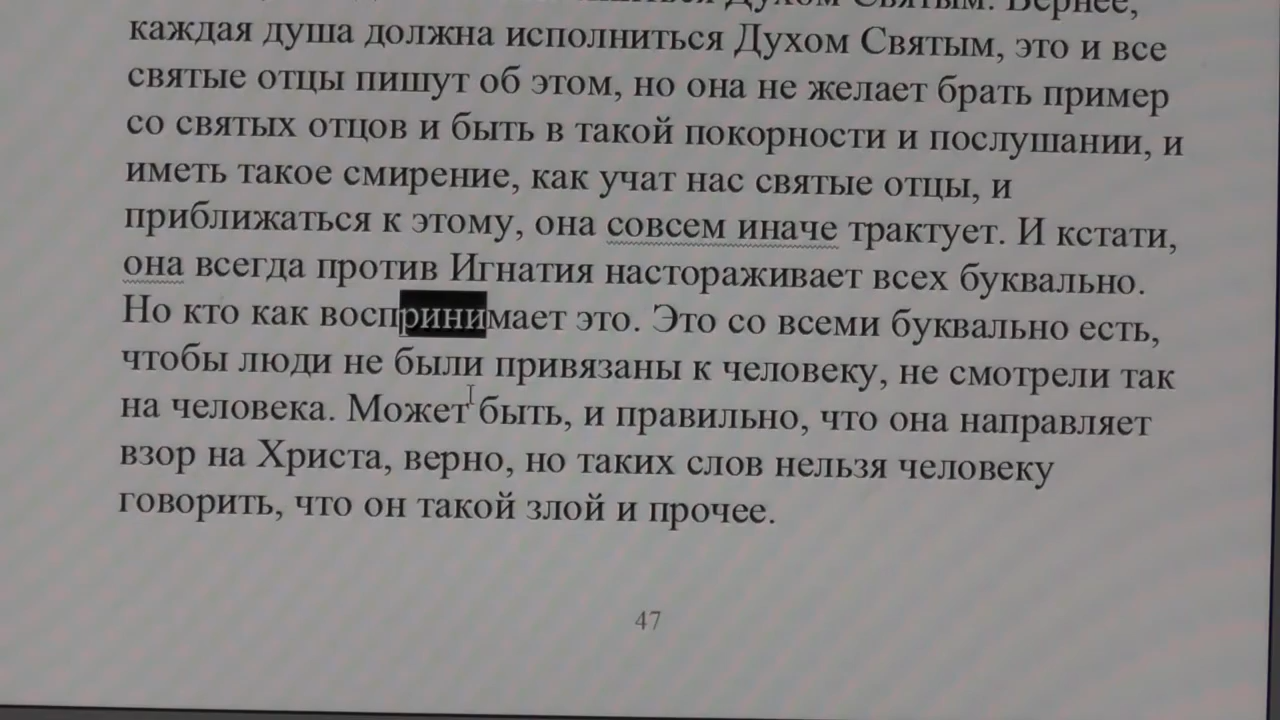 Духом Святым. Вернее,
каждая душа должна исполниться Духом Святым, это и все
святые отцы пишут об этом, но она не желает брать пример
со святых отцов и быть в такой покорности и послушании, и
иметь такое смирение, как учат нас святые отцы, и
приближаться к этому, она совсем иначе трактует. И кстати,
она всегда против Игнатия настораживает всех буквально.
Но кто как воспринимает это. Это со всеми буквально есть,
чтобы люди не были привязаны к человеку, не смотрели так
на человека. Может быть, и правильно, что она направляет
взор на Христа, верно, но таких слов нельзя человеку
говорить, что он такой злой и прочее.
47